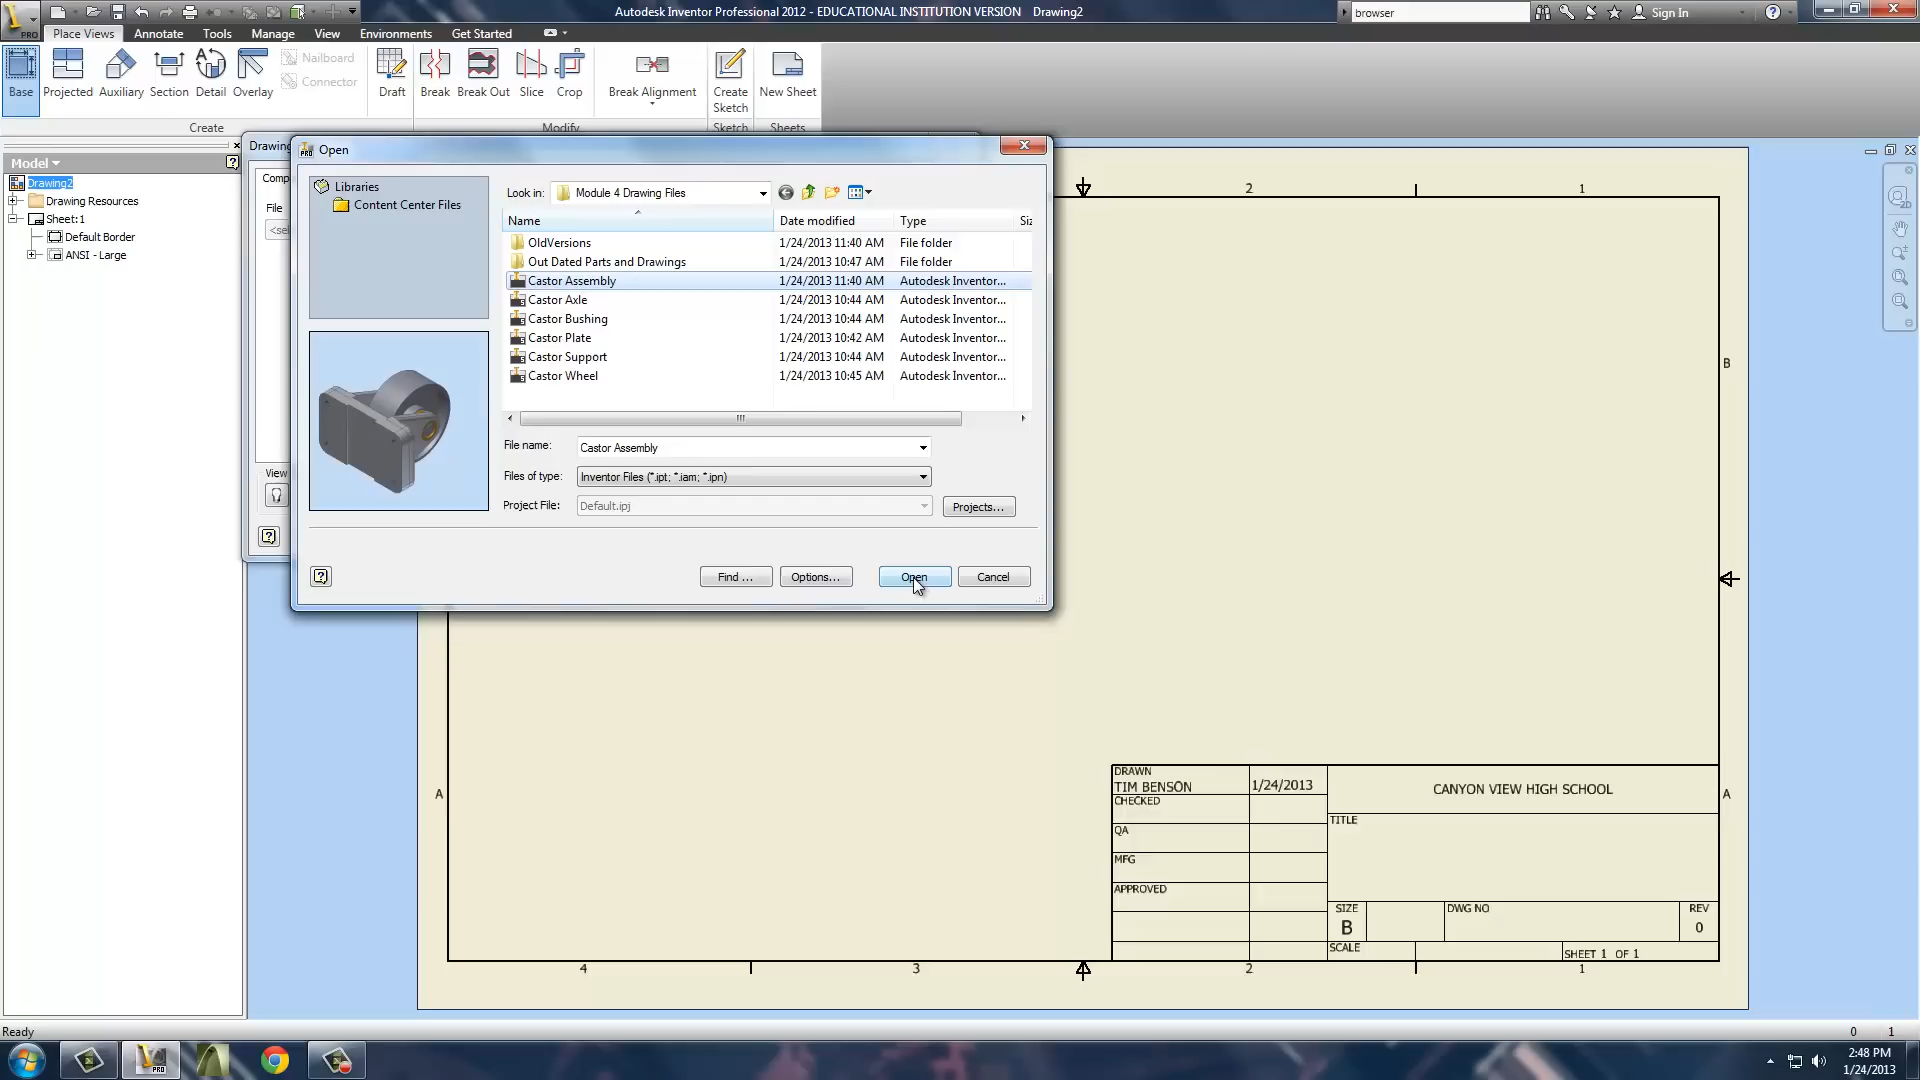 Autodesk Inventor Professional 2012 - EDUCATIONAL INSTITUTION VERSION Drawing2
browser
Sign In
PRO
Place Views Annotate Tools Manage View Environments Get Started
Base Projected Auxiliary Section Detail Overlay
Nailboard
Connector
Draft Break Break Out Slice Crop Break Alignment
Create Sketch
New Sheet
Create Modify Sketch Sheets
Model
Drawing2
Drawing Resources
Sheet:1
Default Border
ANSI - Large
Drawing
Comp
File
<sel
View
Open
Libraries
Content Center Files
Look in: Module 4 Drawing Files
Name Date modified Type Siz
OldVersions 1/24/2013 11:40 AM File folder
Out Dated Parts and Drawings 1/24/2013 10:47 AM File folder
Castor Assembly 1/24/2013 11:40 AM Autodesk Inventor...
Castor Axle 1/24/2013 10:44 AM Autodesk Inventor...
Castor Bushing 1/24/2013 10:44 AM Autodesk Inventor...
Castor Plate 1/24/2013 10:42 AM Autodesk Inventor...
Castor Support 1/24/2013 10:44 AM Autodesk Inventor...
Castor Wheel 1/24/2013 10:45 AM Autodesk Inventor...
File name: Castor Assembly
Files of type: Inventor Files (*.ipt; *.iam; *.ipn)
Project File: Default.ipj Projects...
Find ... Options... Open Cancel
2 1
B
A A
DRAWN
TIM BENSON 1/24/2013
CHECKED
QA
MFG
APPROVED
CANYON VIEW HIGH SCHOOL
TITLE
SIZE DWG NO REV
B 0
SCALE SHEET 1 OF 1
4 3 2 1
Ready 0 1
2:48 PM
1/24/2013